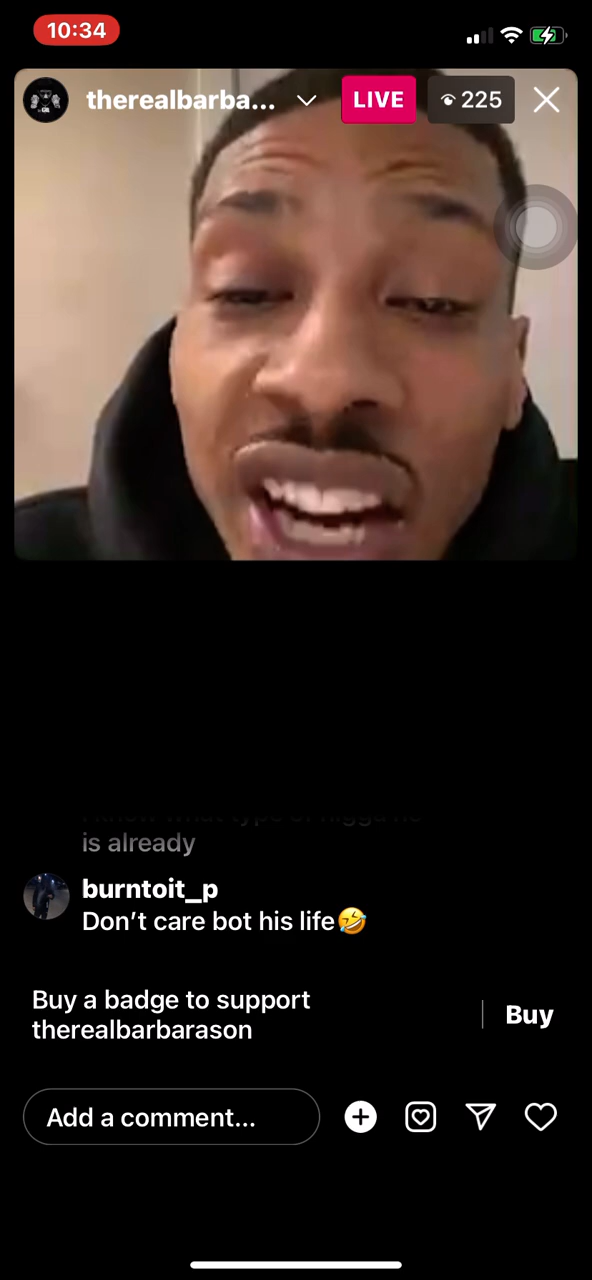 10:34
therealbarba...
LIVE
225
is already
burntoit_p
Don’t care bot his life🤣
Buy a badge to support
therealbarbarason
Buy
Add a comment...